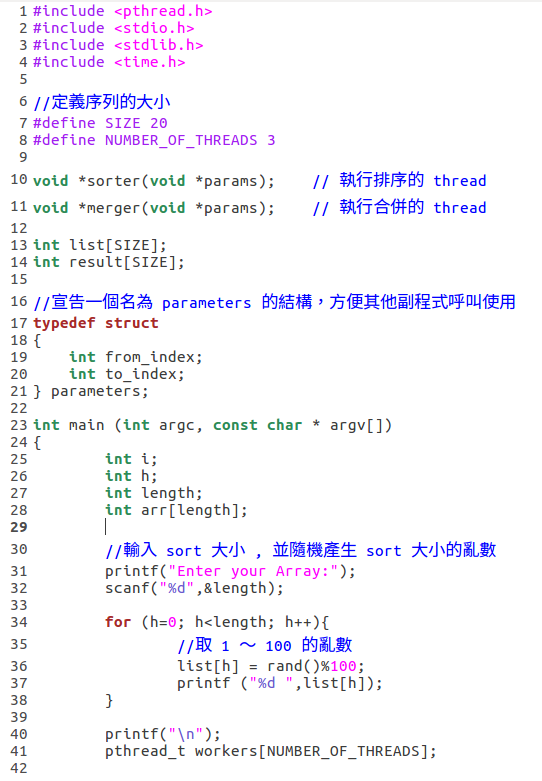 1 #include <pthread.h>
2 #include <stdio.h>
3 #include <stdlib.h>
4 #include <time.h>
5
6 //定義序列的大小
7 #define SIZE 20
8 #define NUMBER_OF_THREADS 3
9
10 void *sorter(void *params);    // 執行排序的 thread
11 void *merger(void *params);    // 執行合併的 thread
12
13 int list[SIZE];
14 int result[SIZE];
15
16 //宣告一個名為 parameters 的結構，方便其他副程式呼叫使用
17 typedef struct
18 {
19     int from_index;
20     int to_index;
21 } parameters;
22
23 int main (int argc, const char * argv[])
24 {
25         int i;
26         int h;
27         int length;
28         int arr[length];
29
30         //輸入 sort 大小 , 並隨機產生 sort 大小的亂數
31         printf("Enter your Array:");
32         scanf("%d",&length);
33
34         for (h=0; h<length; h++){
35                 //取 1 ～ 100 的亂數
36                 list[h] = rand()%100;
37                 printf ("%d ",list[h]);
38         }
39
40         printf("\n");
41         pthread_t workers[NUMBER_OF_THREADS];
42